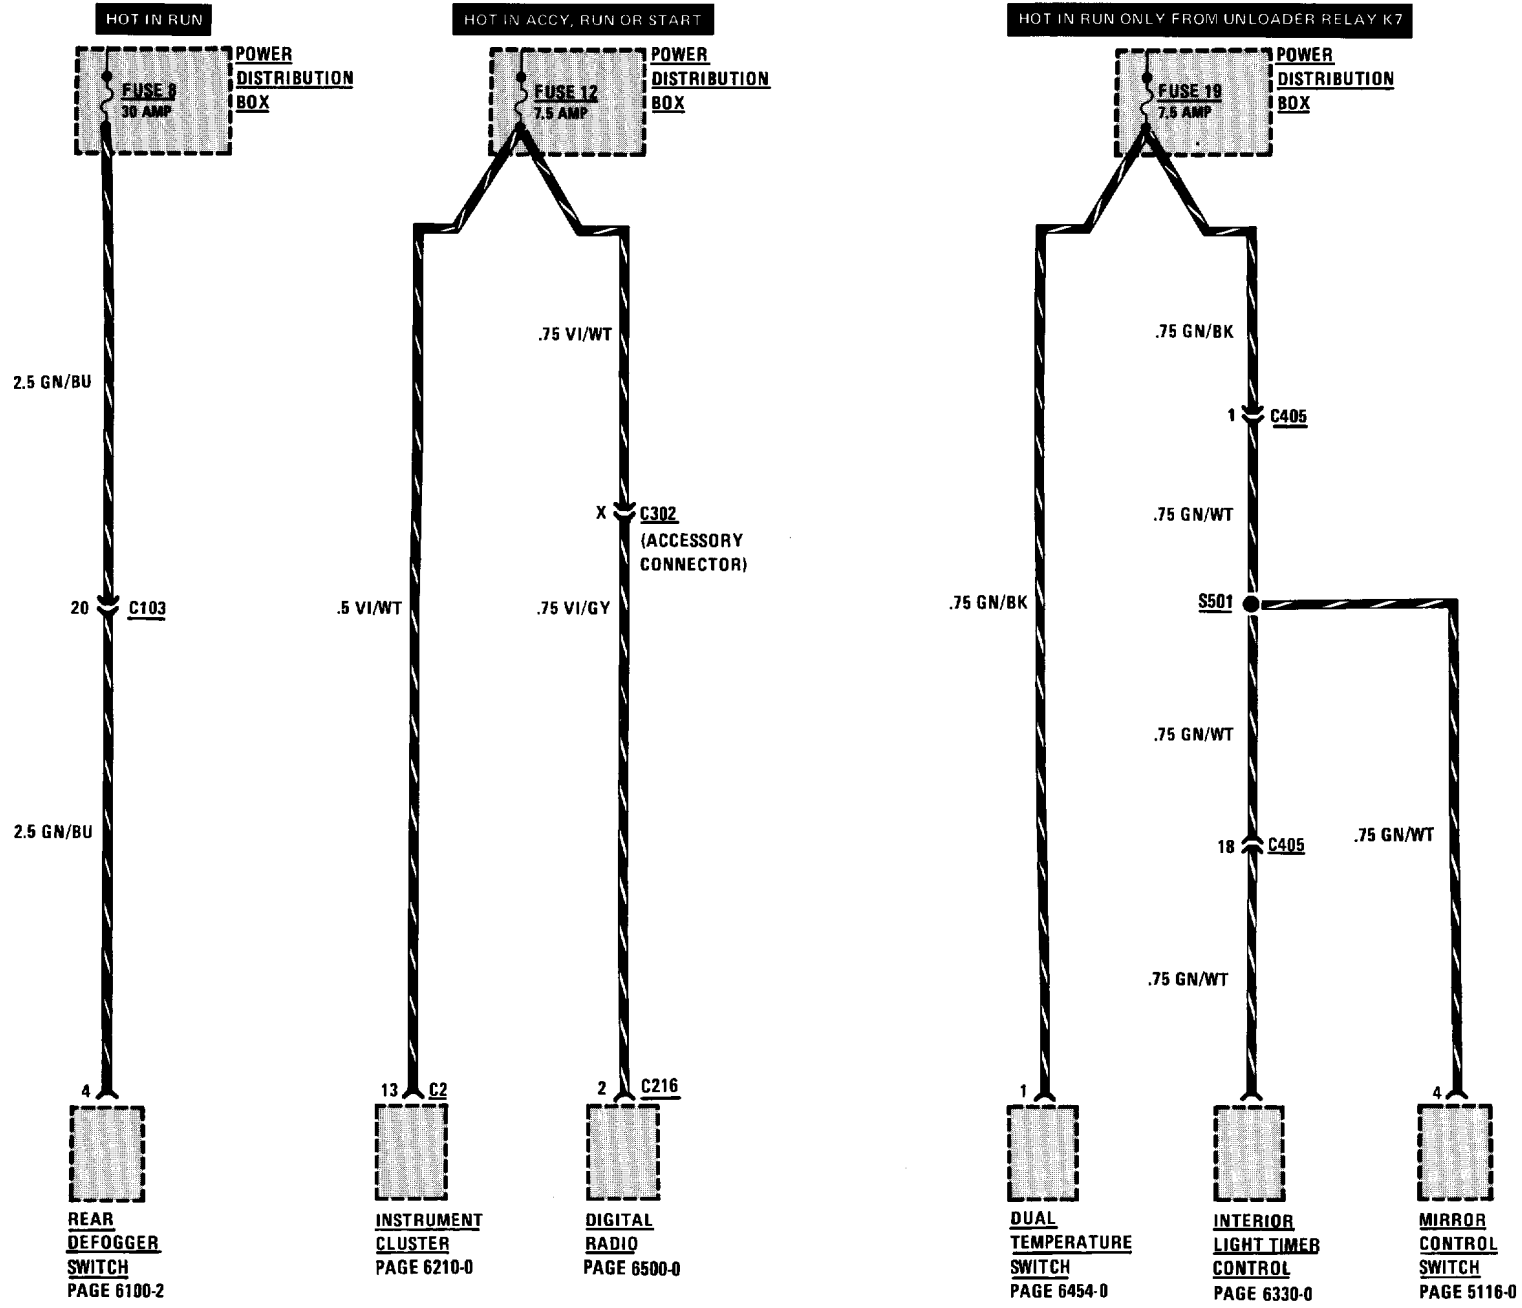 HOT IN RUN
HOT IN ACCY, RUN OR START
HOT IN RUN ONLY FROM UNLOADER RELAY K7
FUSE 8
30 AMP
POWER
DISTRIBUTION
BOX
FUSE 12
7.5 AMP
POWER
DISTRIBUTION
BOX
FUSE 19
7.5 AMP
POWER
DISTRIBUTION
BOX
.75 VI/WT
.75 GN/BK
2.5 GN/BU
1
C405
X
C302
(ACCESSORY
CONNECTOR)
.75 GN/WT
20
C103
.5 VI/WT
.75 VI/GY
.75 GN/BK
S501
.75 GN/WT
2.5 GN/BU
18
C405
.75 GN/WT
.75 GN/WT
4
13
C2
2
C216
1
4
REAR
DEFOGGER
SWITCH
PAGE 6100-2
INSTRUMENT
CLUSTER
PAGE 6210-0
DIGITAL
RADIO
PAGE 6500-0
DUAL
TEMPERATURE
SWITCH
PAGE 6454-0
INTERIOR
LIGHT TIMER
CONTROL
PAGE 6330-0
MIRROR
CONTROL
SWITCH
PAGE 5116-0